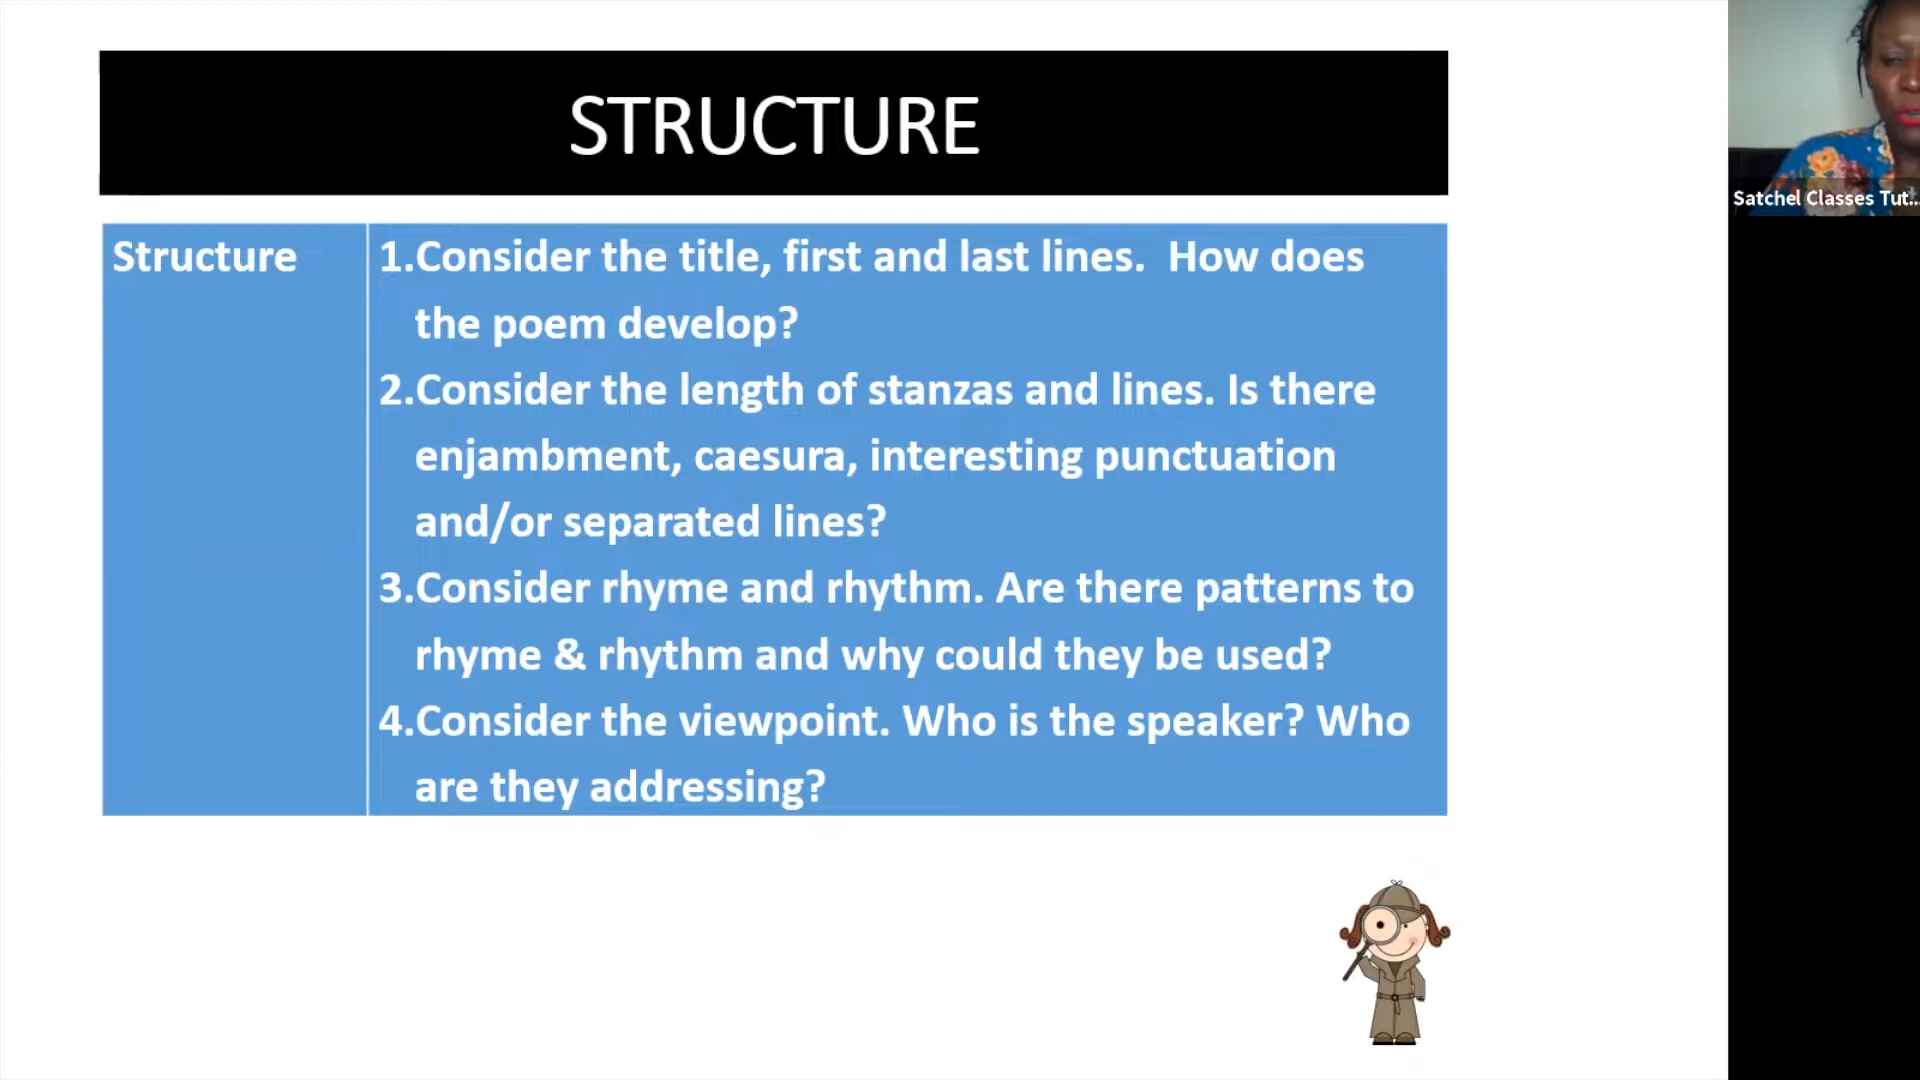 STRUCTURE
Structure
1.Consider the title, first and last lines.  How does
the poem develop?
2.Consider the length of stanzas and lines. Is there
enjambment, caesura, interesting punctuation
and/or separated lines?
3.Consider rhyme and rhythm. Are there patterns to
rhyme & rhythm and why could they be used?
4.Consider the viewpoint. Who is the speaker? Who
are they addressing?
Satchel Classes Tut...